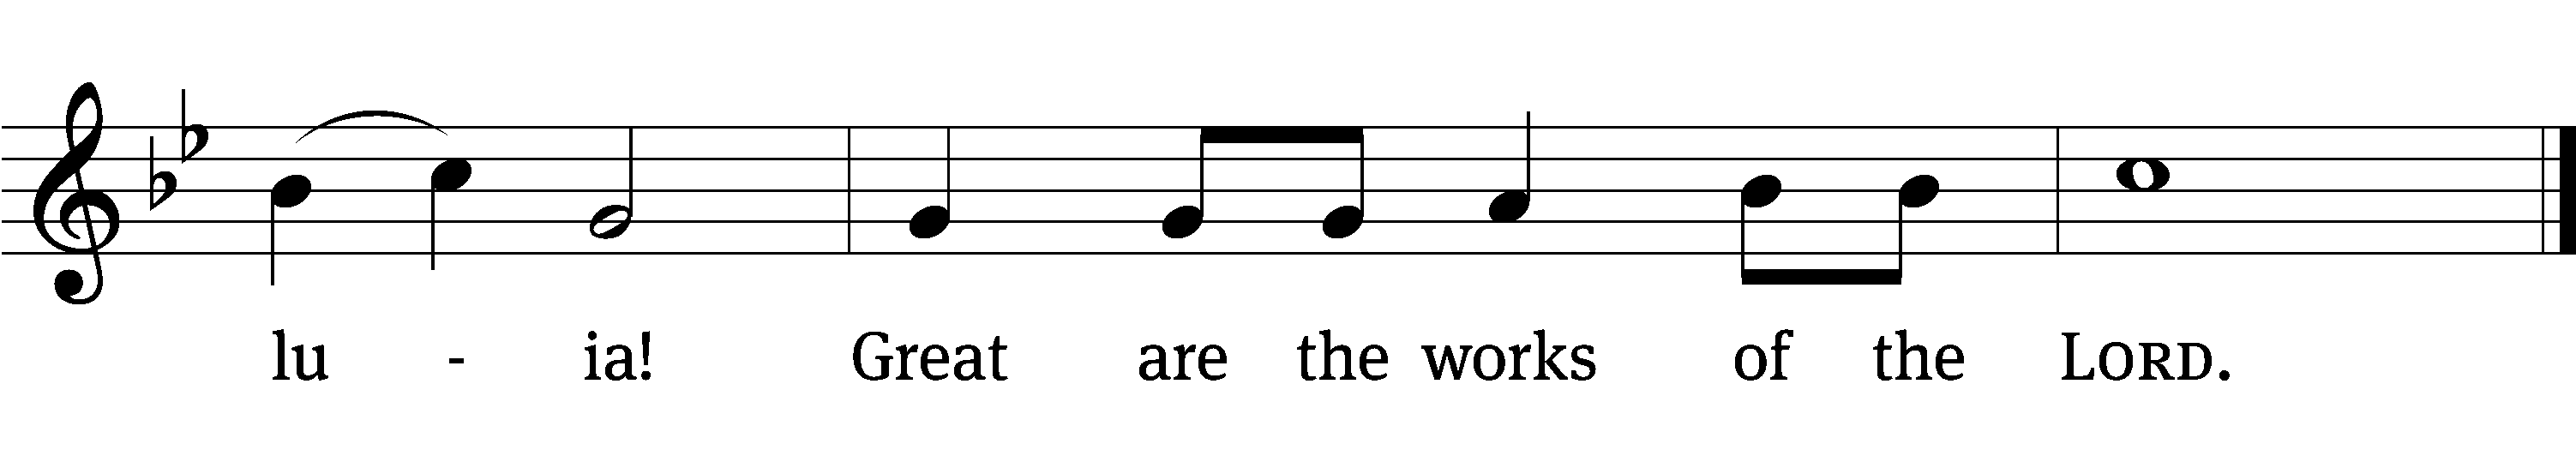 lu - ia! Great are the works of the LORD.